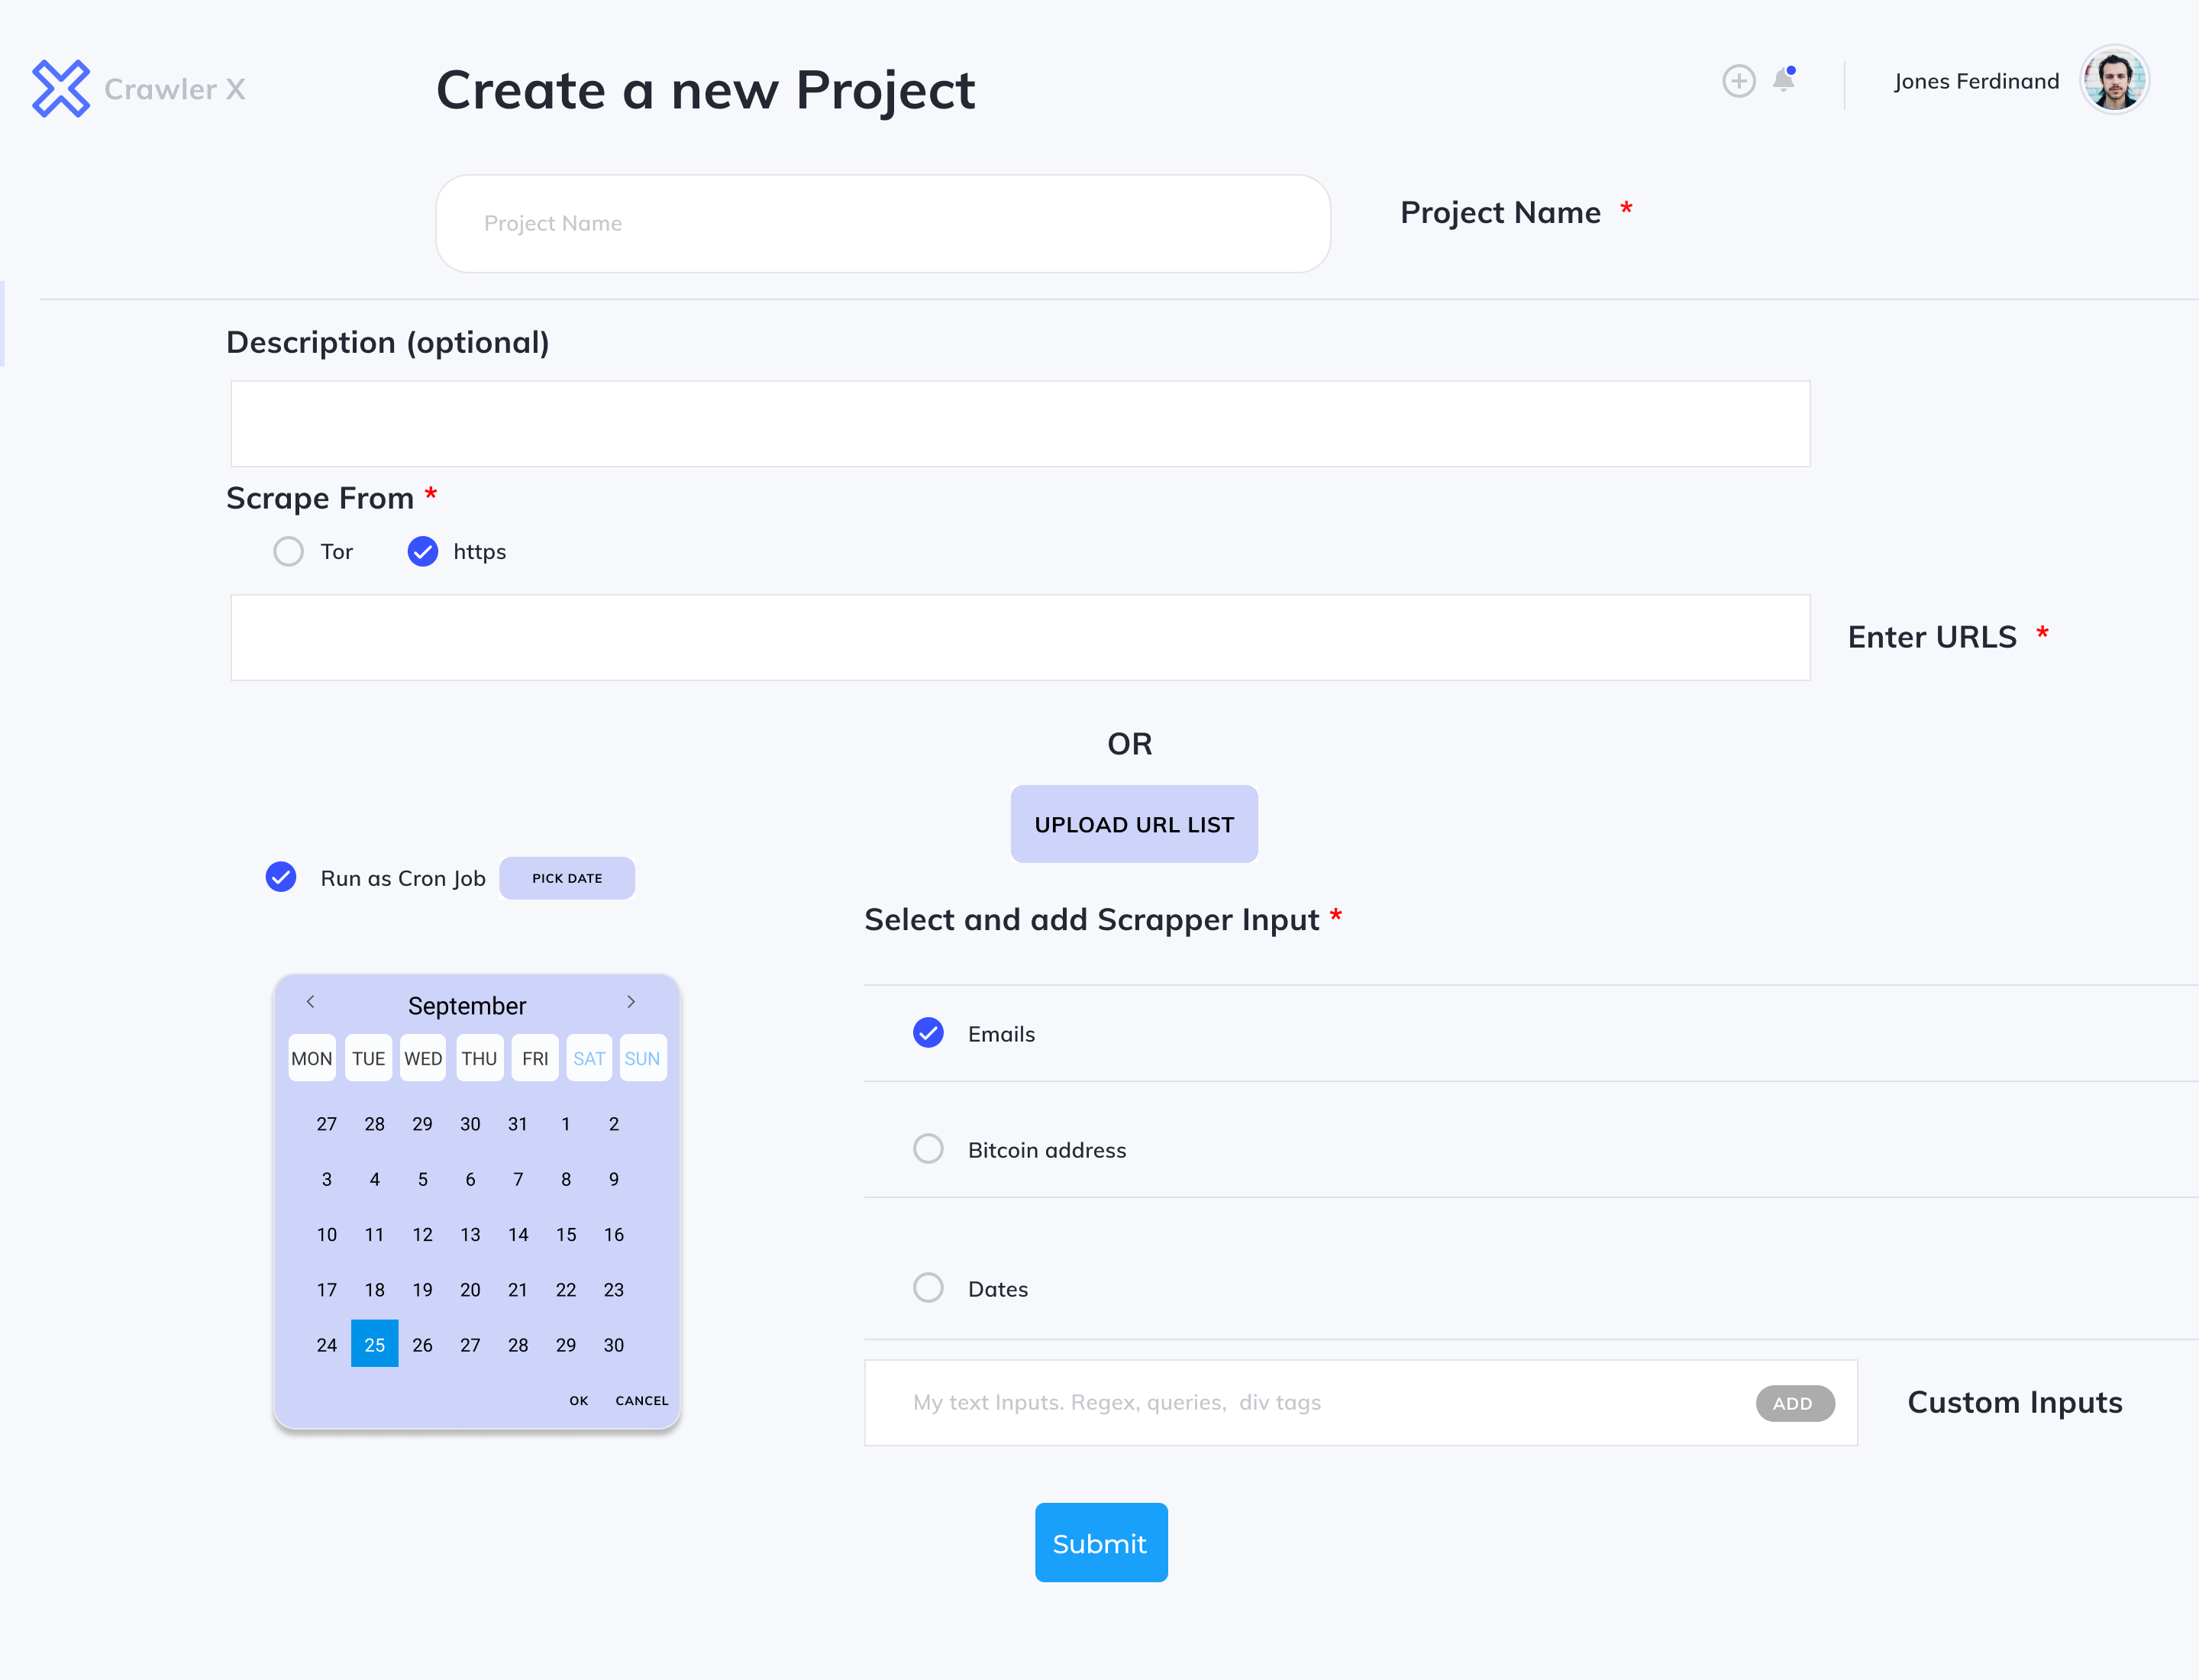 Crawler X
Create a new Project
Jones Ferdinand
Project Name
Project Name *
Description (optional)
Scrape From *
Tor
https
Enter URLS *
OR
UPLOAD URL LIST
Run as Cron Job
PICK DATE
Select and add Scrapper Input *
September
MON TUE WED THU FRI SAT SUN
27 28 29 30 31 1 2
3 4 5 6 7 8 9
10 11 12 13 14 15 16
17 18 19 20 21 22 23
24 25 26 27 28 29 30
OK CANCEL
Emails
Bitcoin address
Dates
My text Inputs. Regex, queries,  div tags
ADD
Custom Inputs
Submit